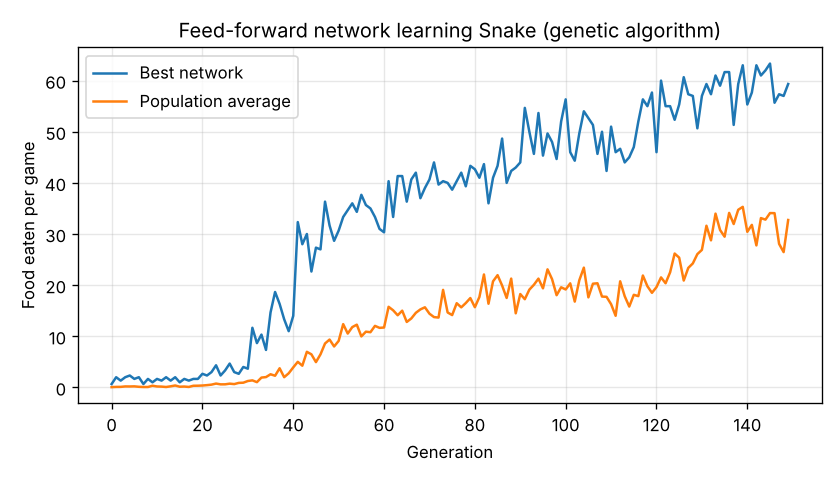 Feed-forward network learning Snake (genetic algorithm)
Best network
Population average
Food eaten per game
60
50
40
30
20
10
0
0 20 40 60 80 100 120 140
Generation